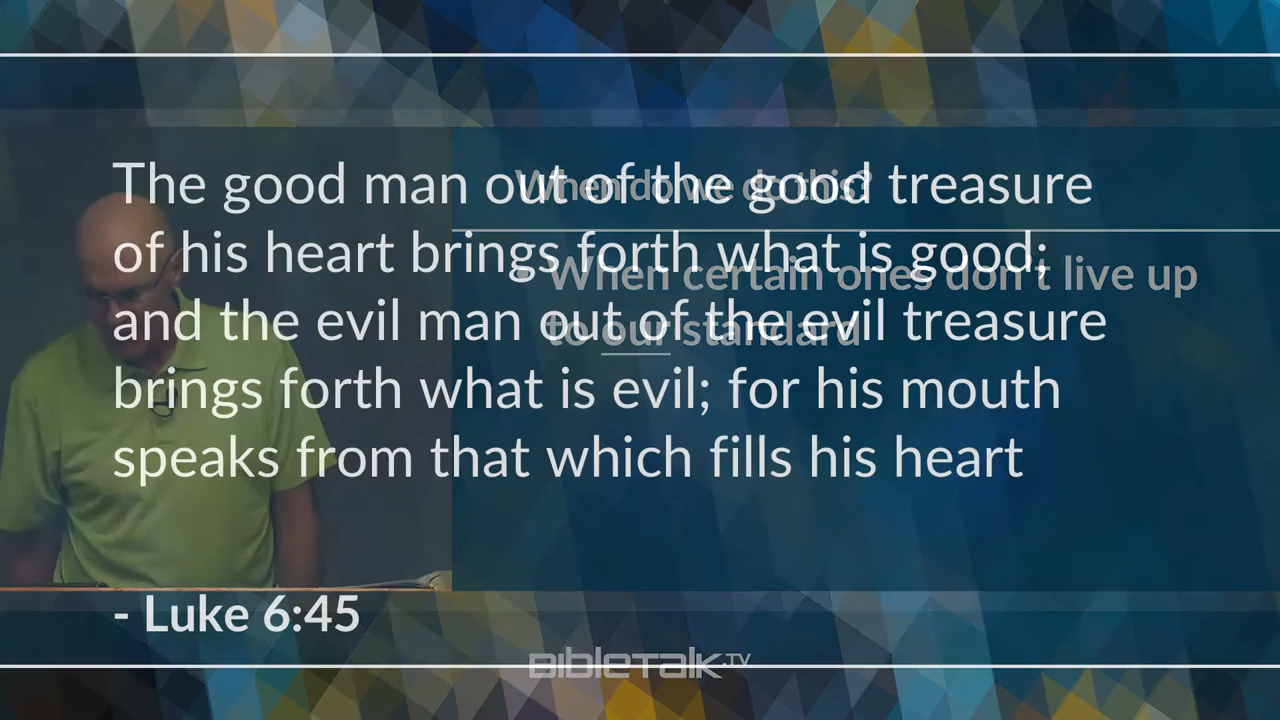 The good man out of the good treasure
of his heart brings forth what is good;
and the evil man out of the evil treasure
brings forth what is evil; for his mouth
speaks from that which fills his heart
- Luke 6:45
When do we do this?
When certain ones don't live up
to our standard
BiBLETALK.TV